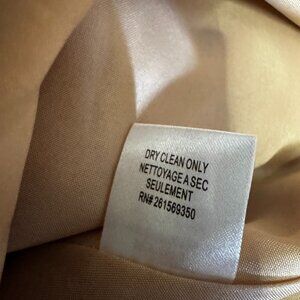 DRY CLEAN ONLY
NETTOYAGE A SEC
SEULEMENT
RN# 261569350